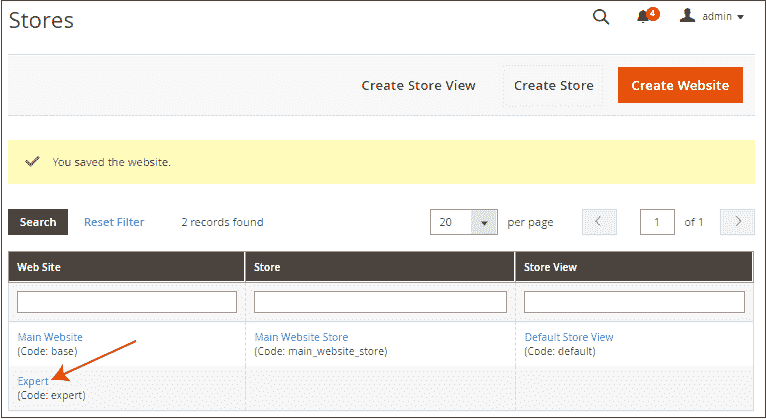 Stores
4
admin
Create Store View
Create Store
Create Website
You saved the website.
Search
Reset Filter
2 records found
20
per page
1
of 1
Web Site
Store
Store View
Main Website
(Code: base)
Main Website Store
(Code: main_website_store)
Default Store View
(Code: default)
Expert
(Code: expert)